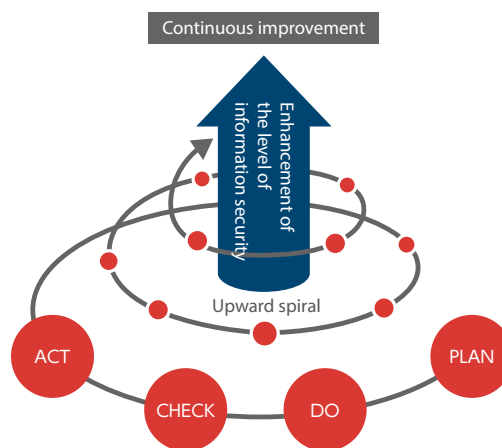 Continuous improvement
Enhancement of
the level of
information security
Upward spiral
ACT
PLAN
CHECK
DO